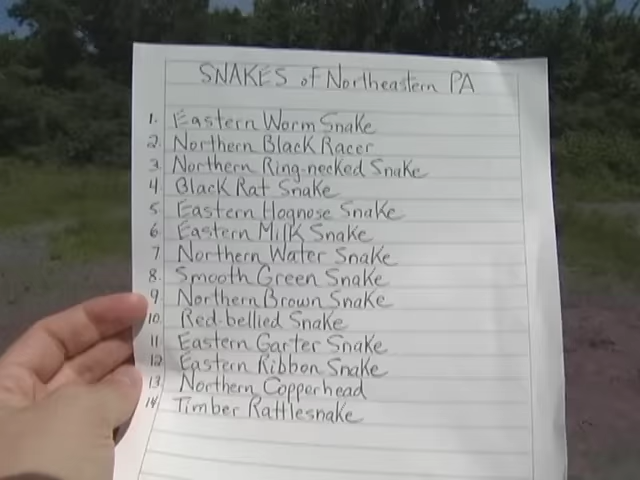 SNAKES of Northeastern PA
1. Eastern Worm Snake
2. Northern Black Racer
3. Northern Ring-necked Snake
4. Black Rat Snake
5. Eastern Hognose Snake
6. Eastern Milk Snake
7 Northern Water Snake
8. Smooth Green Snake
9 Northern Brown Snake
10. Red-bellied Snake
11 Eastern Garter Snake
12 Eastern Ribbon Snake
13 Northern Copperhead
14 Timber Rattlesnake